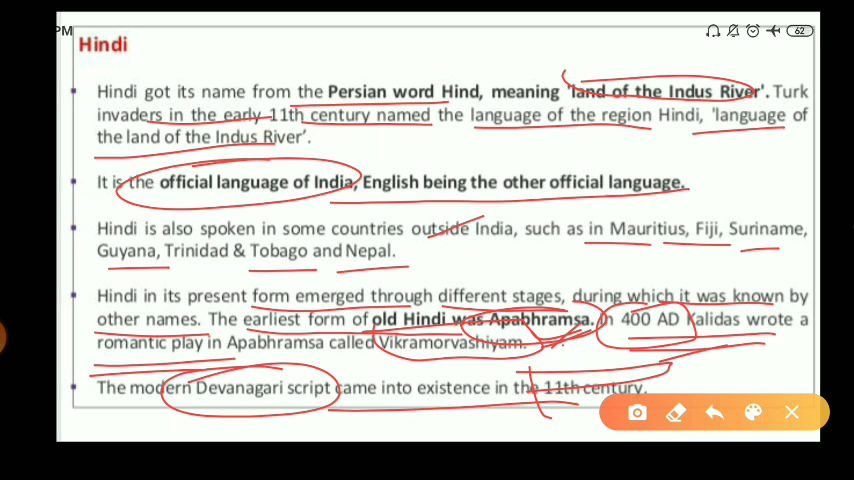 PM
62
Hindi
Hindi got its name from the Persian word Hind, meaning 'land of the Indus River'. Turk
invaders in the early 11th century named the language of the region Hindi, 'language of
the land of the Indus River'.
It is the official language of India, English being the other official language.
Hindi is also spoken in some countries outside India, such as in Mauritius, Fiji, Suriname,
Guyana, Trinidad & Tobago and Nepal.
Hindi in its present form emerged through different stages, during which it was known by
other names. The earliest form of old Hindi was Apabhramsa. In 400 AD Kalidas wrote a
romantic play in Apabhramsa called Vikramorvashiyam.
The modern Devanagari script came into existence in the 11th century.